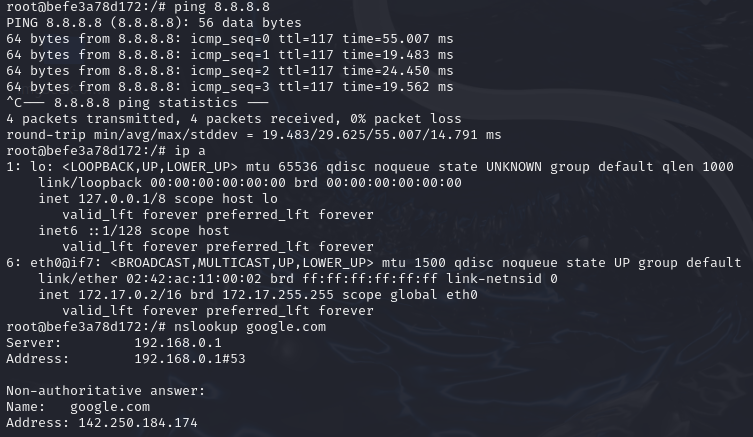 root@befe3a78d172:/# ping 8.8.8.8
PING 8.8.8.8 (8.8.8.8): 56 data bytes
64 bytes from 8.8.8.8: icmp_seq=0 ttl=117 time=55.007 ms
64 bytes from 8.8.8.8: icmp_seq=1 ttl=117 time=19.483 ms
64 bytes from 8.8.8.8: icmp_seq=2 ttl=117 time=24.450 ms
64 bytes from 8.8.8.8: icmp_seq=3 ttl=117 time=19.562 ms
^C--- 8.8.8.8 ping statistics ---
4 packets transmitted, 4 packets received, 0% packet loss
round-trip min/avg/max/stddev = 19.483/29.625/55.007/14.791 ms
root@befe3a78d172:/# ip a
1: lo: <LOOPBACK,UP,LOWER_UP> mtu 65536 qdisc noqueue state UNKNOWN group default qlen 1000
    link/loopback 00:00:00:00:00:00 brd 00:00:00:00:00:00
    inet 127.0.0.1/8 scope host lo
       valid_lft forever preferred_lft forever
    inet6 ::1/128 scope host
       valid_lft forever preferred_lft forever
6: eth0@if7: <BROADCAST,MULTICAST,UP,LOWER_UP> mtu 1500 qdisc noqueue state UP group default
    link/ether 02:42:ac:11:00:02 brd ff:ff:ff:ff:ff:ff link-netnsid 0
    inet 172.17.0.2/16 brd 172.17.255.255 scope global eth0
       valid_lft forever preferred_lft forever
root@befe3a78d172:/# nslookup google.com
Server:         192.168.0.1
Address:        192.168.0.1#53

Non-authoritative answer:
Name:   google.com
Address: 142.250.184.174